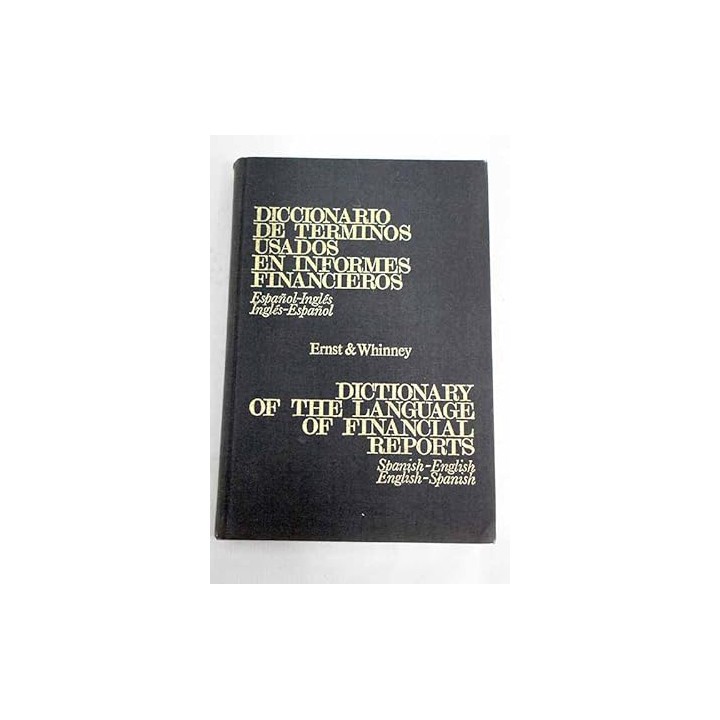 DICCIONARIO
DE TERMINOS
USADOS
EN INFORMES
FINANCIEROS
Español-Inglés
Inglés-Español
Ernst & Whinney
DICTIONARY
OF THE LANGUAGE
OF FINANCIAL
REPORTS
Spanish-English
English-Spanish